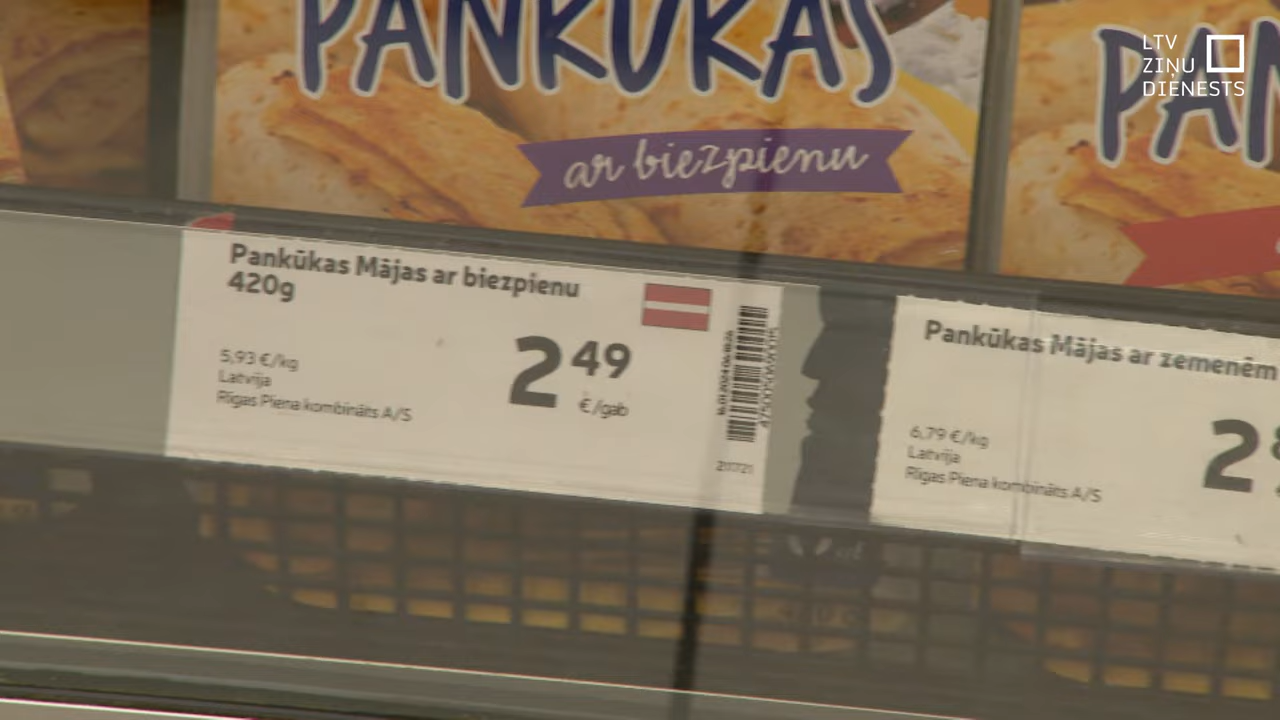 PANKŪKAS
ar biezpienu
LTV
ZIŅU
DIENESTS
Pankūkas Mājas ar biezpienu
420g
5,93 €/kg
Latvija
Rīgas Piena kombināts A/S
2 49
€/gab
211721
Pankūkas Mājas ar zemenēm
6,79 €/kg
Latvija
Rīgas Piena kombināts A/S
2